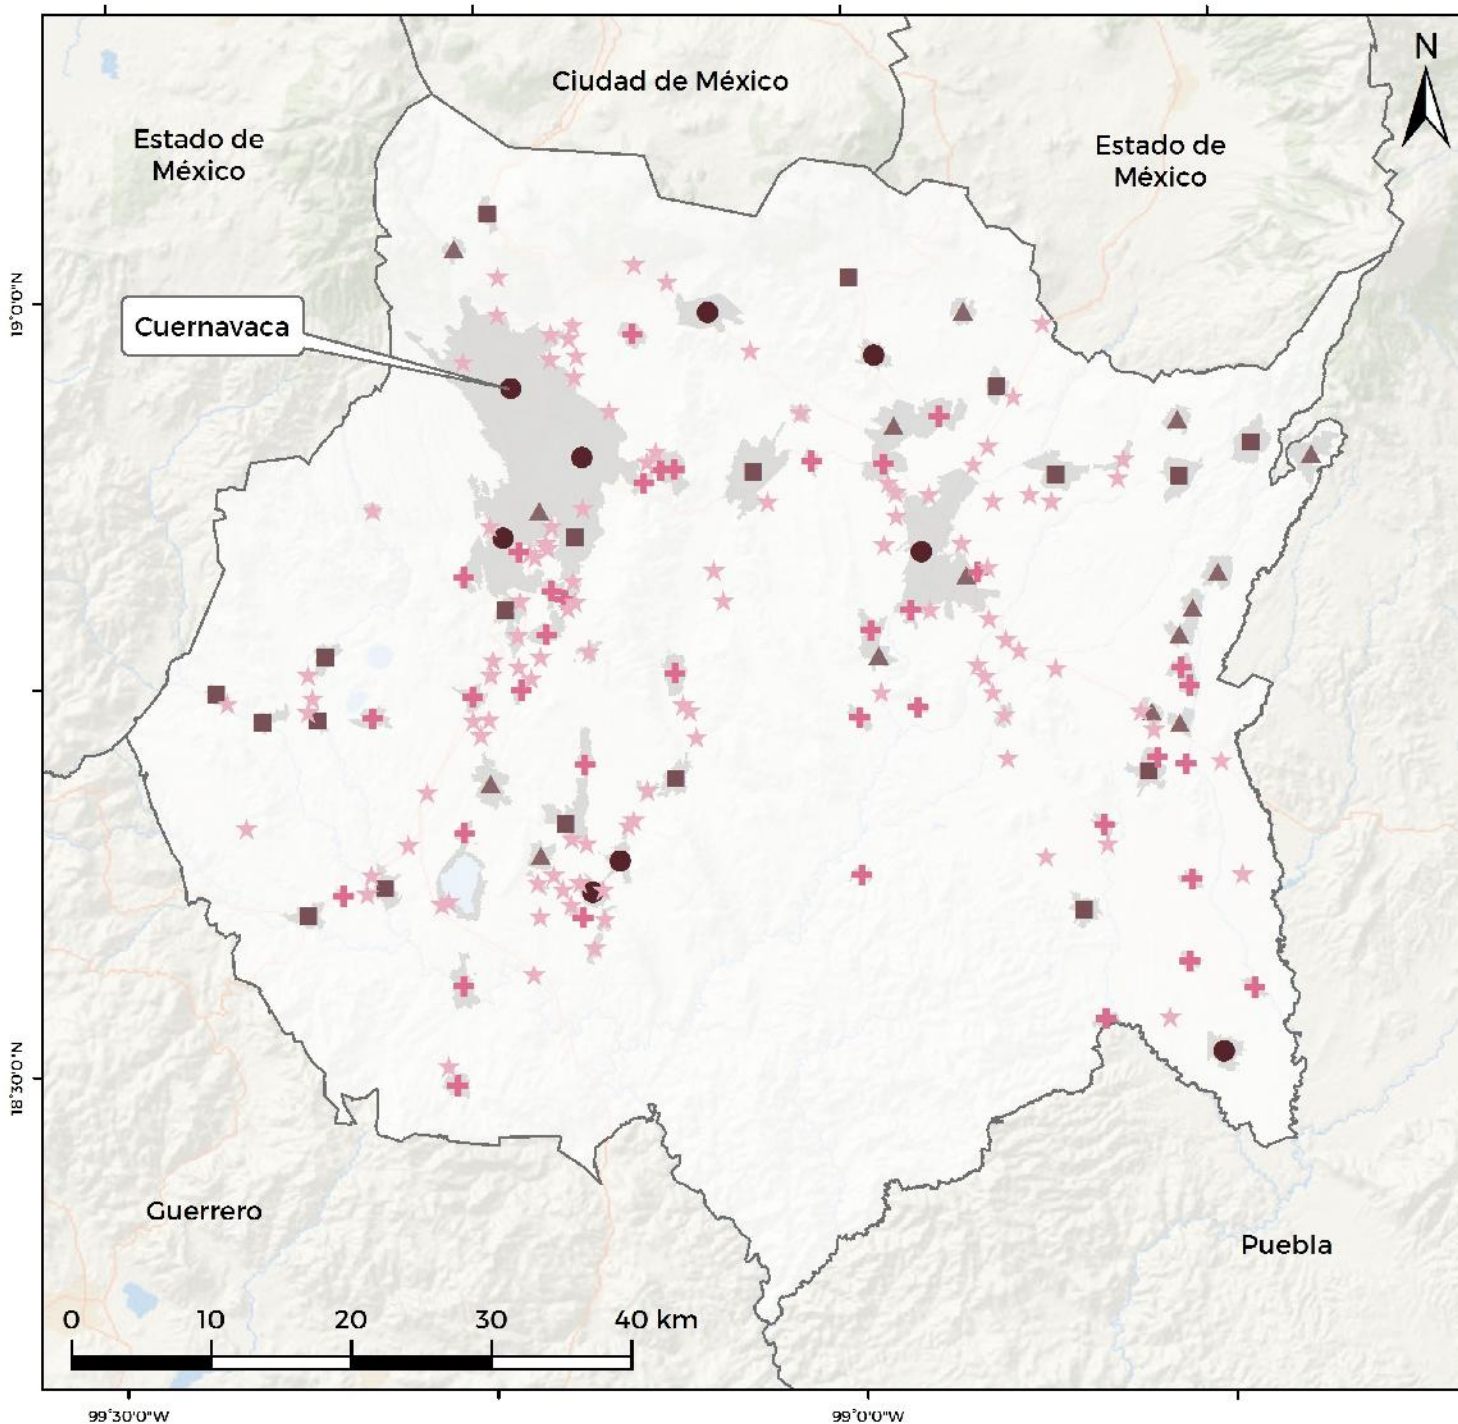 Ciudad de México
N
Estado de
México
Estado de
México
19°0'0"N
Cuernavaca
18°30'0"N
Guerrero
Puebla
0 10 20 30 40 km
99°30'0"W 99°0'0"W